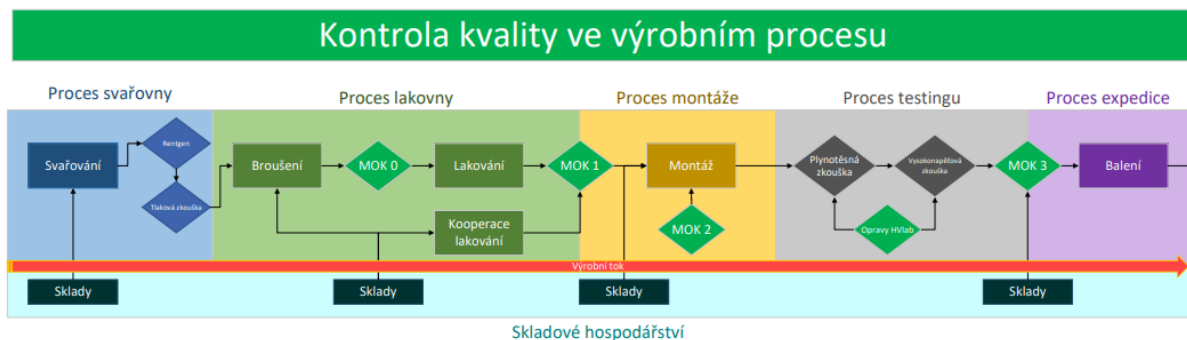 Kontrola kvality ve výrobním procesu
Proces svařovny
Proces lakovny
Proces montáže
Proces testingu
Proces expedice
Svařování
Rentgen
Tlaková zkouška
Broušení
MOK 0
Lakování
Kooperace
lakování
MOK 1
Montáž
MOK 2
Plynotěsná
zkouška
Vysokonapěťová
zkouška
Opravy HVlab
MOK 3
Balení
Výrobní tok
Sklady
Sklady
Sklady
Sklady
Skladové hospodářství